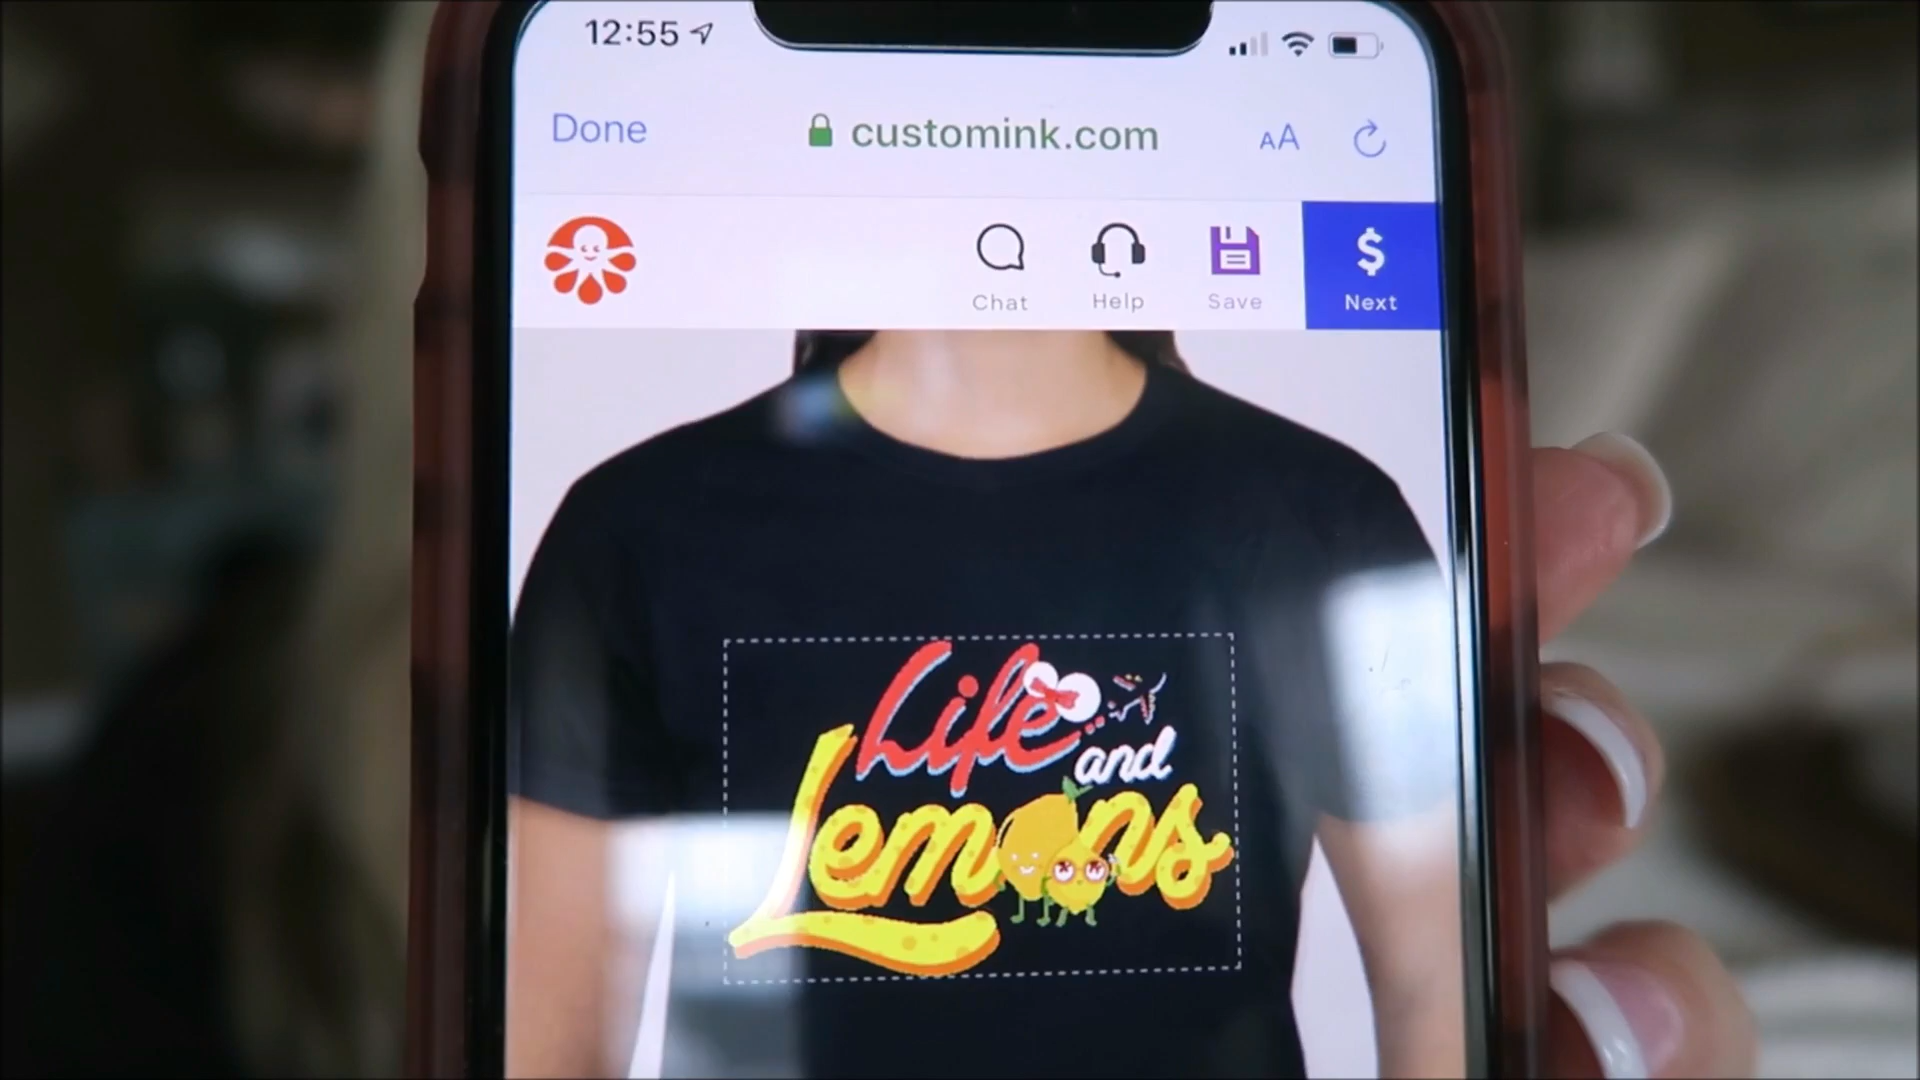 12:55
Done
customink.com
AA
Chat
Help
Save
$
Next
Life
and
Lemons